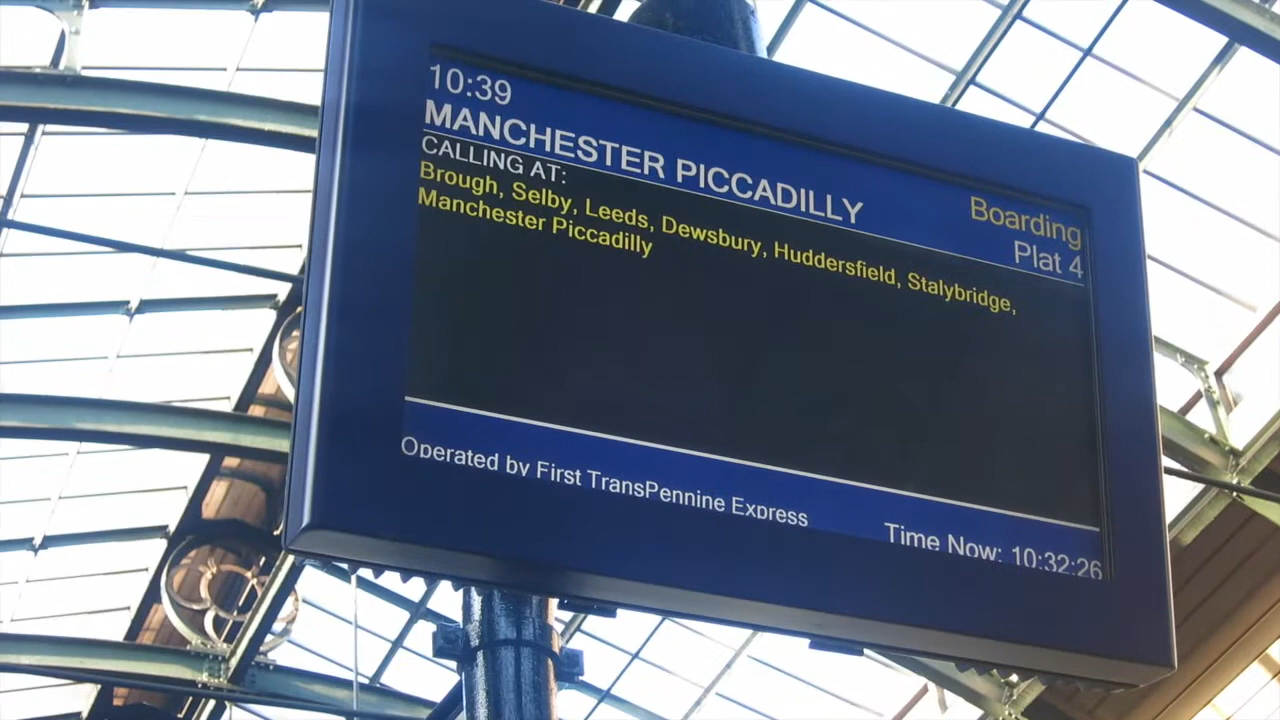 10:39
MANCHESTER PICCADILLY
Boarding
CALLING AT:
Plat 4
Brough, Selby, Leeds, Dewsbury, Huddersfield, Stalybridge,
Manchester Piccadilly
Operated by First TransPennine Express
Time Now: 10:32:26